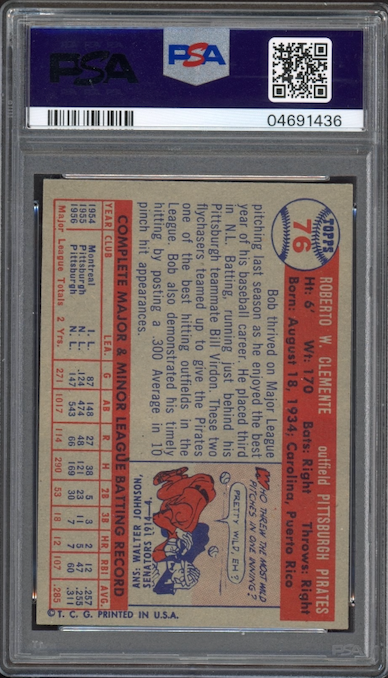 PSA
PSA
04691436
TOPPS
76
ROBERTO W. CLEMENTE outfield PITTSBURGH PIRATES
Ht: 6' Wt: 170 Bats: Right Throws: Right
Born: August 18, 1934; Carolina, Puerto Rico
Bob thrived on Major League
pitching last season as he enjoyed the best
year of his baseball career. He placed third
in N.L. Batting, running just behind his
Pittsburgh teammate Bill Virdon. These two
flychasers teamed up to give the Pirates
one of the best hitting outfields in the
League. Bob also demonstrated his timely
hitting by posting a .300 Average in 10
pinch hit appearances.
WHO THREW THE MOST WILD
PITCHES IN ONE INNING?
PRETTY WILD, EH?
ANS: WALTER JOHNSON,
SENATORS 1914-4.
COMPLETE MAJOR & MINOR LEAGUE BATTING RECORD
YEAR CLUB LEA. G AB R H 2B 3B HR RBI AVG.
1954 Montreal I. L. 87 148 27 38 5 3 2 12 .257
1955 Pittsburgh N. L. 124 474 48 121 23 11 5 47 .255
1956 Pittsburgh N. L. 147 543 66 169 30 7 7 60 .311
Major League Totals 2 Yrs. 271 1017 114 290 53 18 12 107 .285
© T. C. G. PRINTED IN U.S.A.